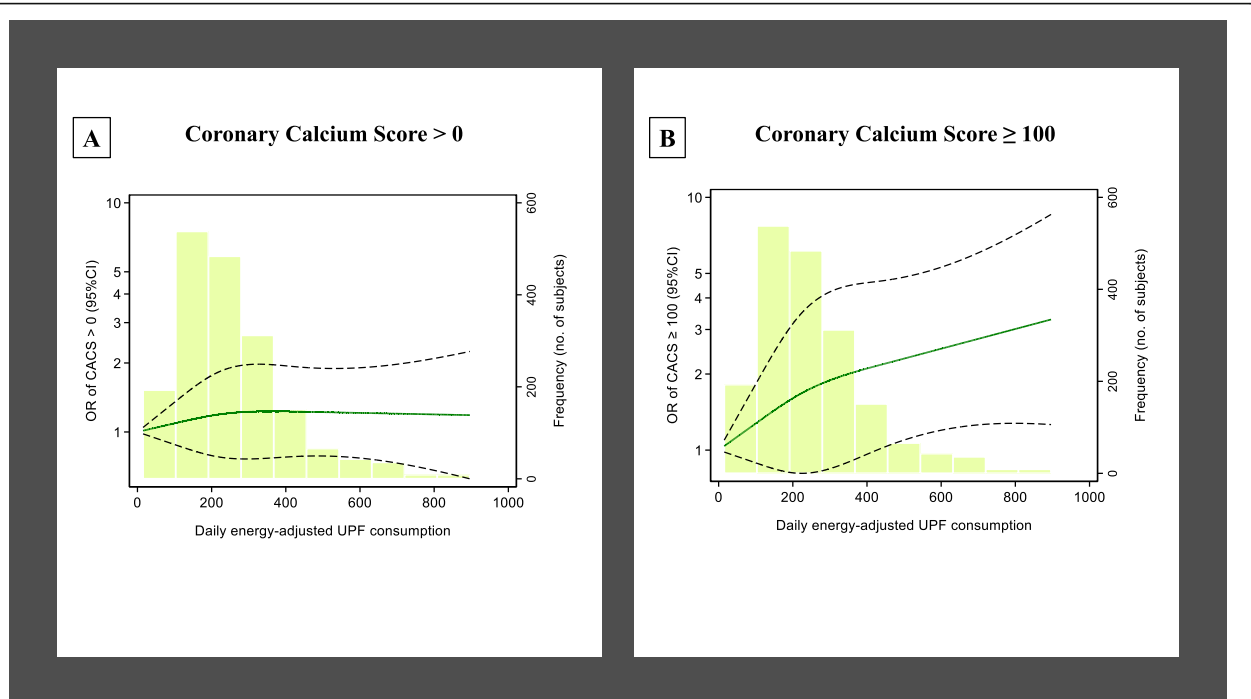 A
Coronary Calcium Score > 0
10
5
4
3
2
1
OR of CACS > 0 (95%CI)
600
400
200
0
Frequency (no. of subjects)
0 200 400 600 800 1000
Daily energy-adjusted UPF consumption
B
Coronary Calcium Score ≥ 100
10
5
4
3
2
1
OR of CACS ≥ 100 (95%CI)
600
400
200
0
Frequency (no. of subjects)
0 200 400 600 800 1000
Daily energy-adjusted UPF consumption